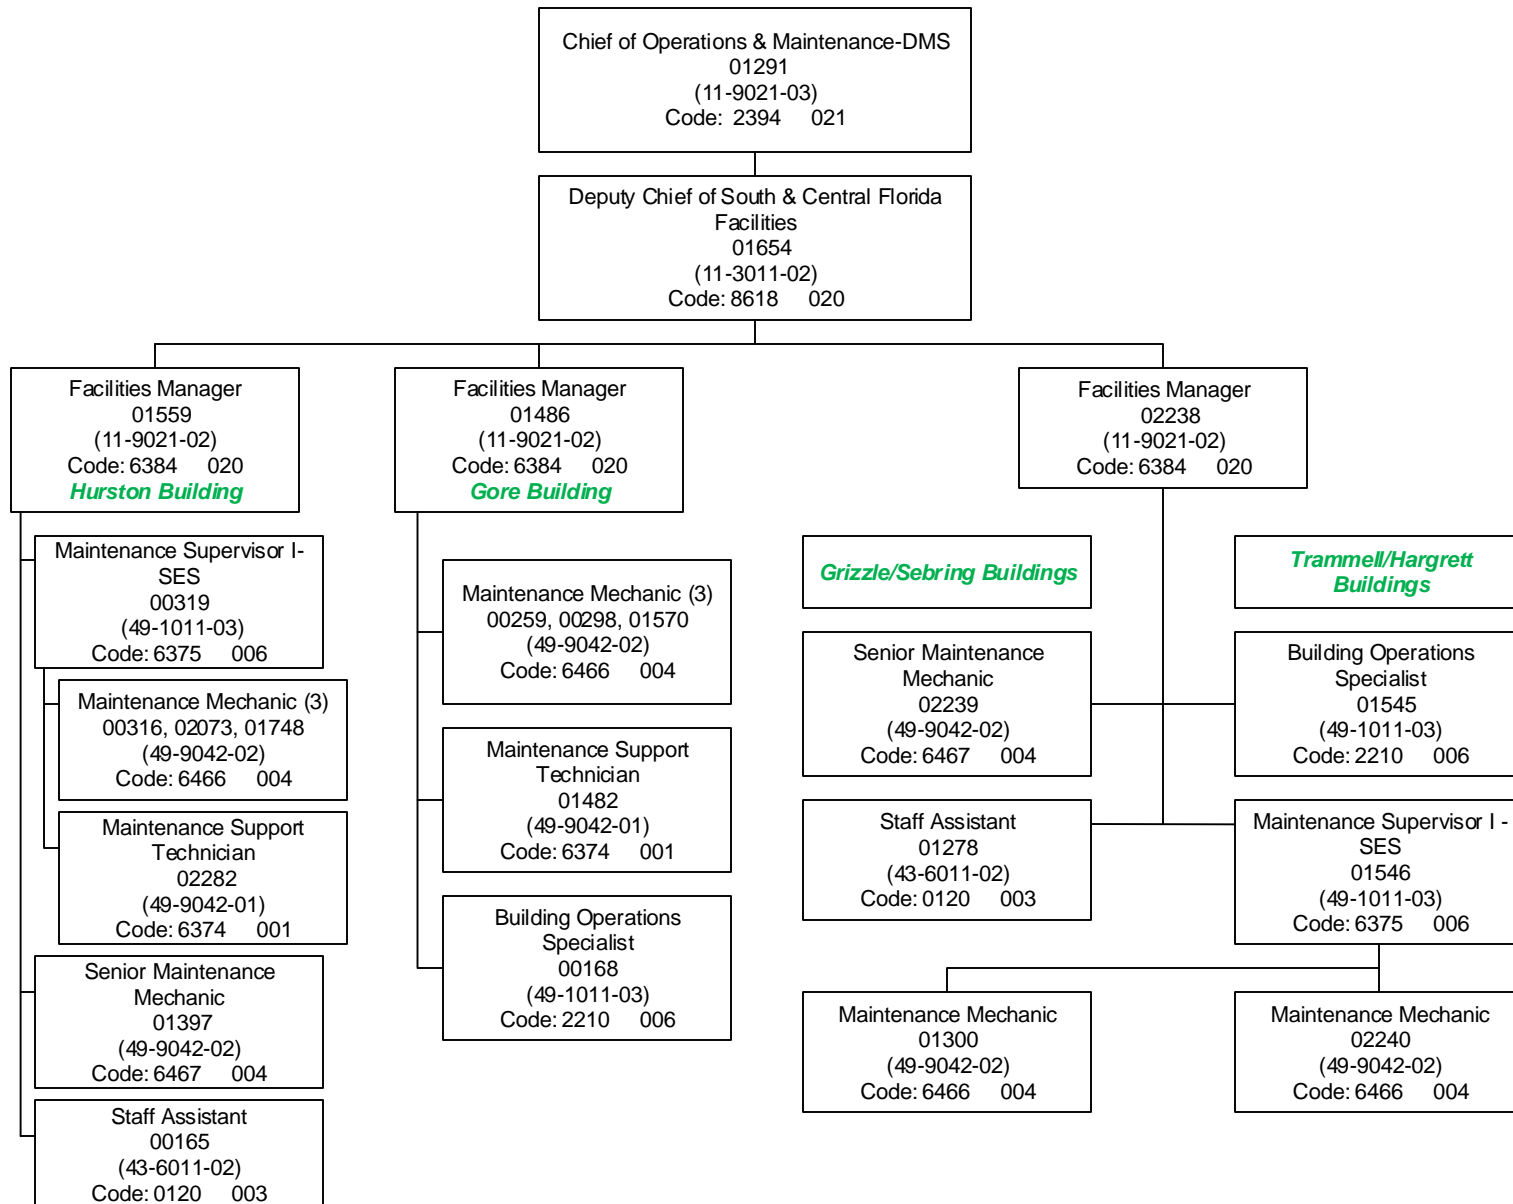 Chief of Operations & Maintenance-DMS
01291
(11-9021-03)
Code: 2394 021
Deputy Chief of South & Central Florida
Facilities
01654
(11-3011-02)
Code: 8618 020
Facilities Manager
01559
(11-9021-02)
Code: 6384 020
Hurston Building
Maintenance Supervisor I-
SES
00319
(49-1011-03)
Code: 6375 006
Maintenance Mechanic (3)
00316, 02073, 01748
(49-9042-02)
Code: 6466 004
Maintenance Support
Technician
02282
(49-9042-01)
Code: 6374 001
Senior Maintenance
Mechanic
01397
(49-9042-02)
Code: 6467 004
Staff Assistant
00165
(43-6011-02)
Code: 0120 003
Facilities Manager
01486
(11-9021-02)
Code: 6384 020
Gore Building
Maintenance Mechanic (3)
00259, 00298, 01570
(49-9042-02)
Code: 6466 004
Maintenance Support
Technician
01482
(49-9042-01)
Code: 6374 001
Building Operations
Specialist
00168
(49-1011-03)
Code: 2210 006
Facilities Manager
02238
(11-9021-02)
Code: 6384 020
Grizzle/Sebring Buildings
Senior Maintenance
Mechanic
02239
(49-9042-02)
Code: 6467 004
Staff Assistant
01278
(43-6011-02)
Code: 0120 003
Trammell/Hargrett
Buildings
Building Operations
Specialist
01545
(49-1011-03)
Code: 2210 006
Maintenance Supervisor I -
SES
01546
(49-1011-03)
Code: 6375 006
Maintenance Mechanic
01300
(49-9042-02)
Code: 6466 004
Maintenance Mechanic
02240
(49-9042-02)
Code: 6466 004